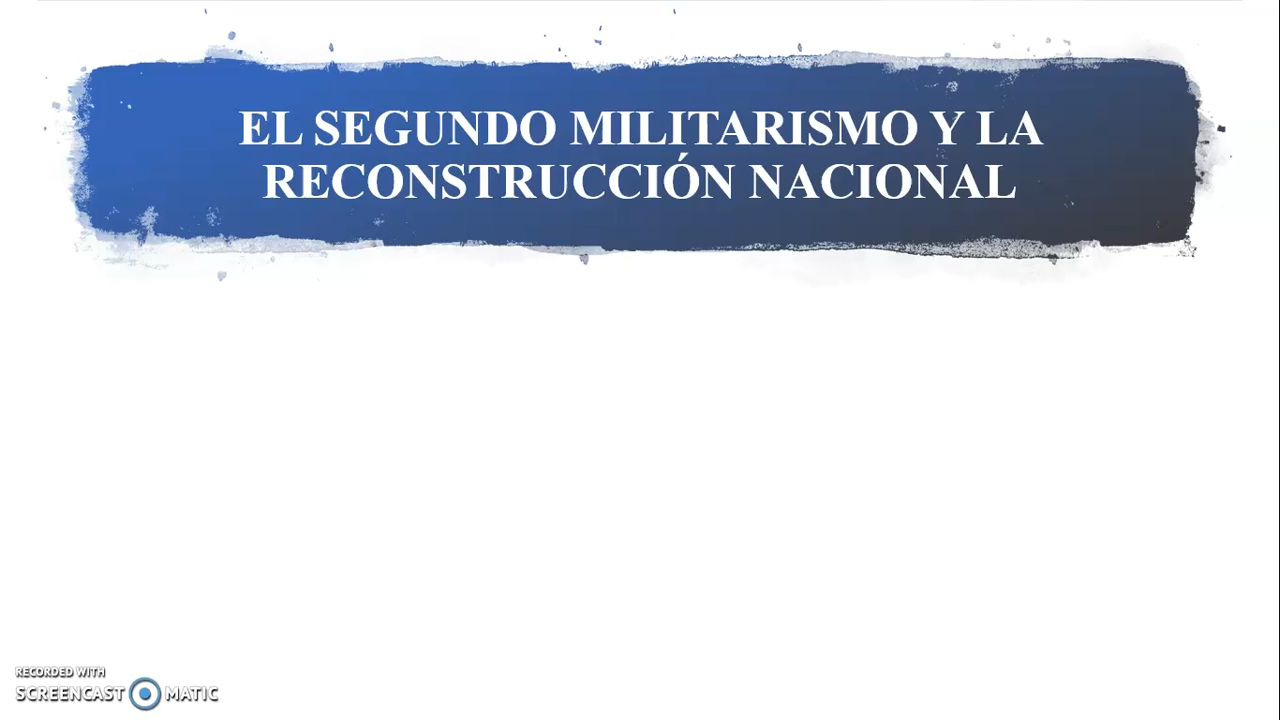 EL SEGUNDO MILITARISMO Y LA
RECONSTRUCCIÓN NACIONAL
RECORDED WITH
SCREENCAST MATIC